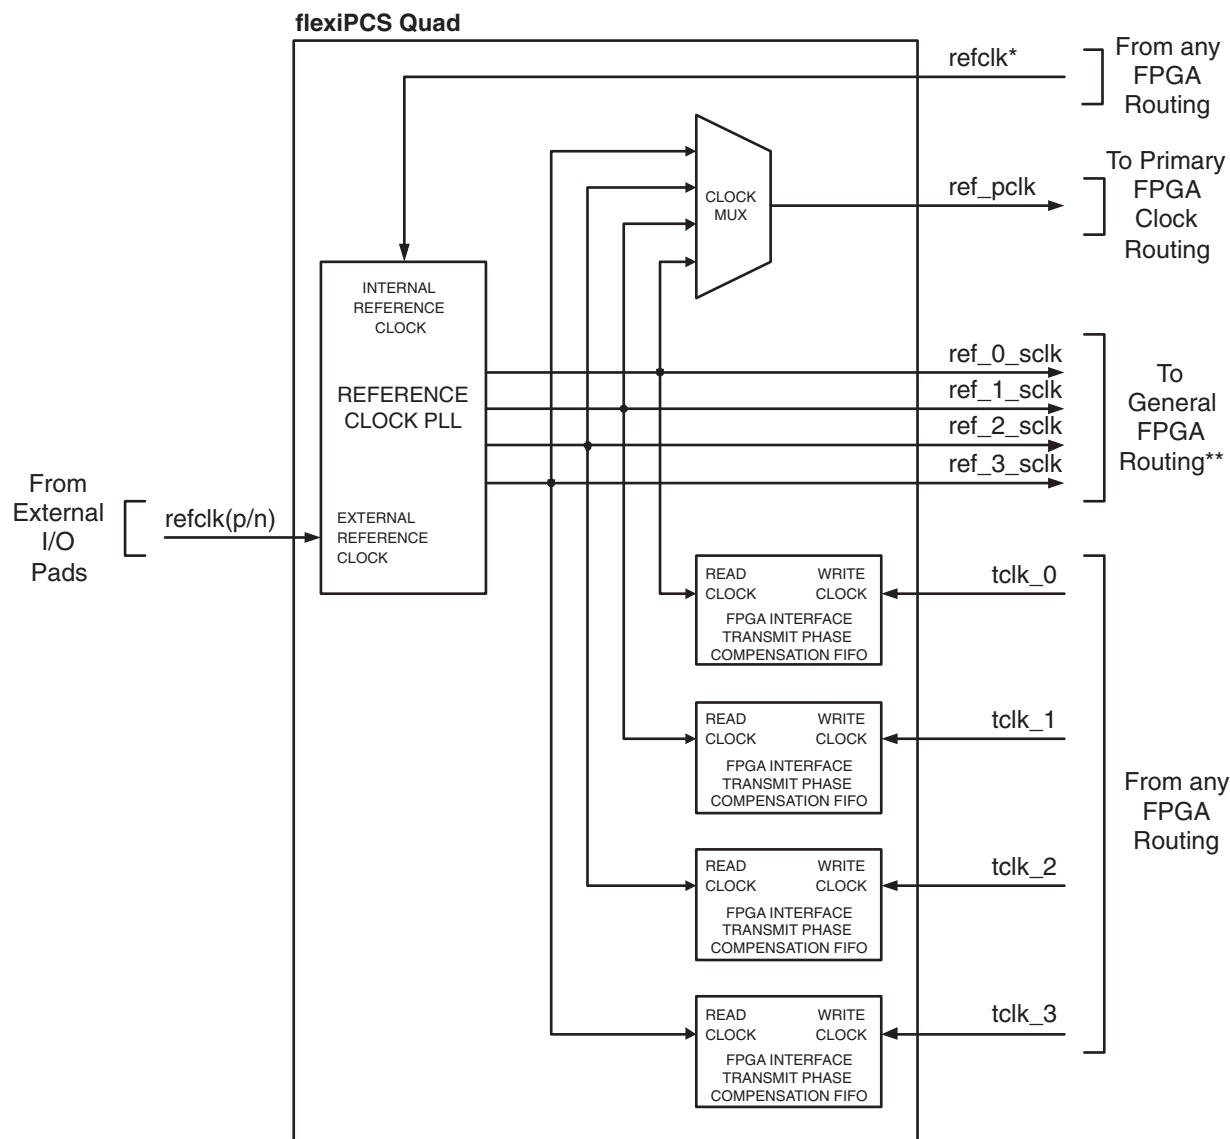 flexiPCS Quad
refclk*
From any
FPGA
Routing
ref_pclk
To Primary
FPGA
Clock
Routing
CLOCK
MUX
INTERNAL
REFERENCE
CLOCK
REFERENCE
CLOCK PLL
ref_0_sclk
ref_1_sclk
ref_2_sclk
ref_3_sclk
To
General
FPGA
Routing**
From
External
I/O
Pads
refclk(p/n)
EXTERNAL
REFERENCE
CLOCK
READ WRITE
CLOCK CLOCK
FPGA INTERFACE
TRANSMIT PHASE
COMPENSATION FIFO
tclk_0
READ WRITE
CLOCK CLOCK
FPGA INTERFACE
TRANSMIT PHASE
COMPENSATION FIFO
tclk_1
From any
FPGA
Routing
READ WRITE
CLOCK CLOCK
FPGA INTERFACE
TRANSMIT PHASE
COMPENSATION FIFO
tclk_2
READ WRITE
CLOCK CLOCK
FPGA INTERFACE
TRANSMIT PHASE
COMPENSATION FIFO
tclk_3